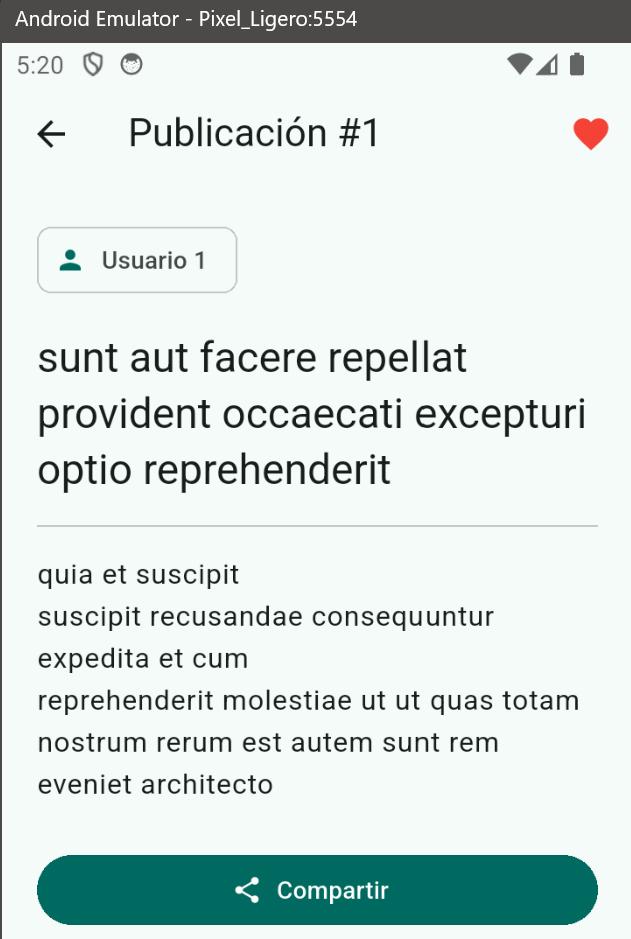 Android Emulator - Pixel_Ligero:5554
5:20
Publicación #1
Usuario 1
sunt aut facere repellat
provident occaecati excepturi
optio reprehenderit
quia et suscipit
suscipit recusandae consequuntur
expedita et cum
reprehenderit molestiae ut ut quas totam
nostrum rerum est autem sunt rem
eveniet architecto
Compartir